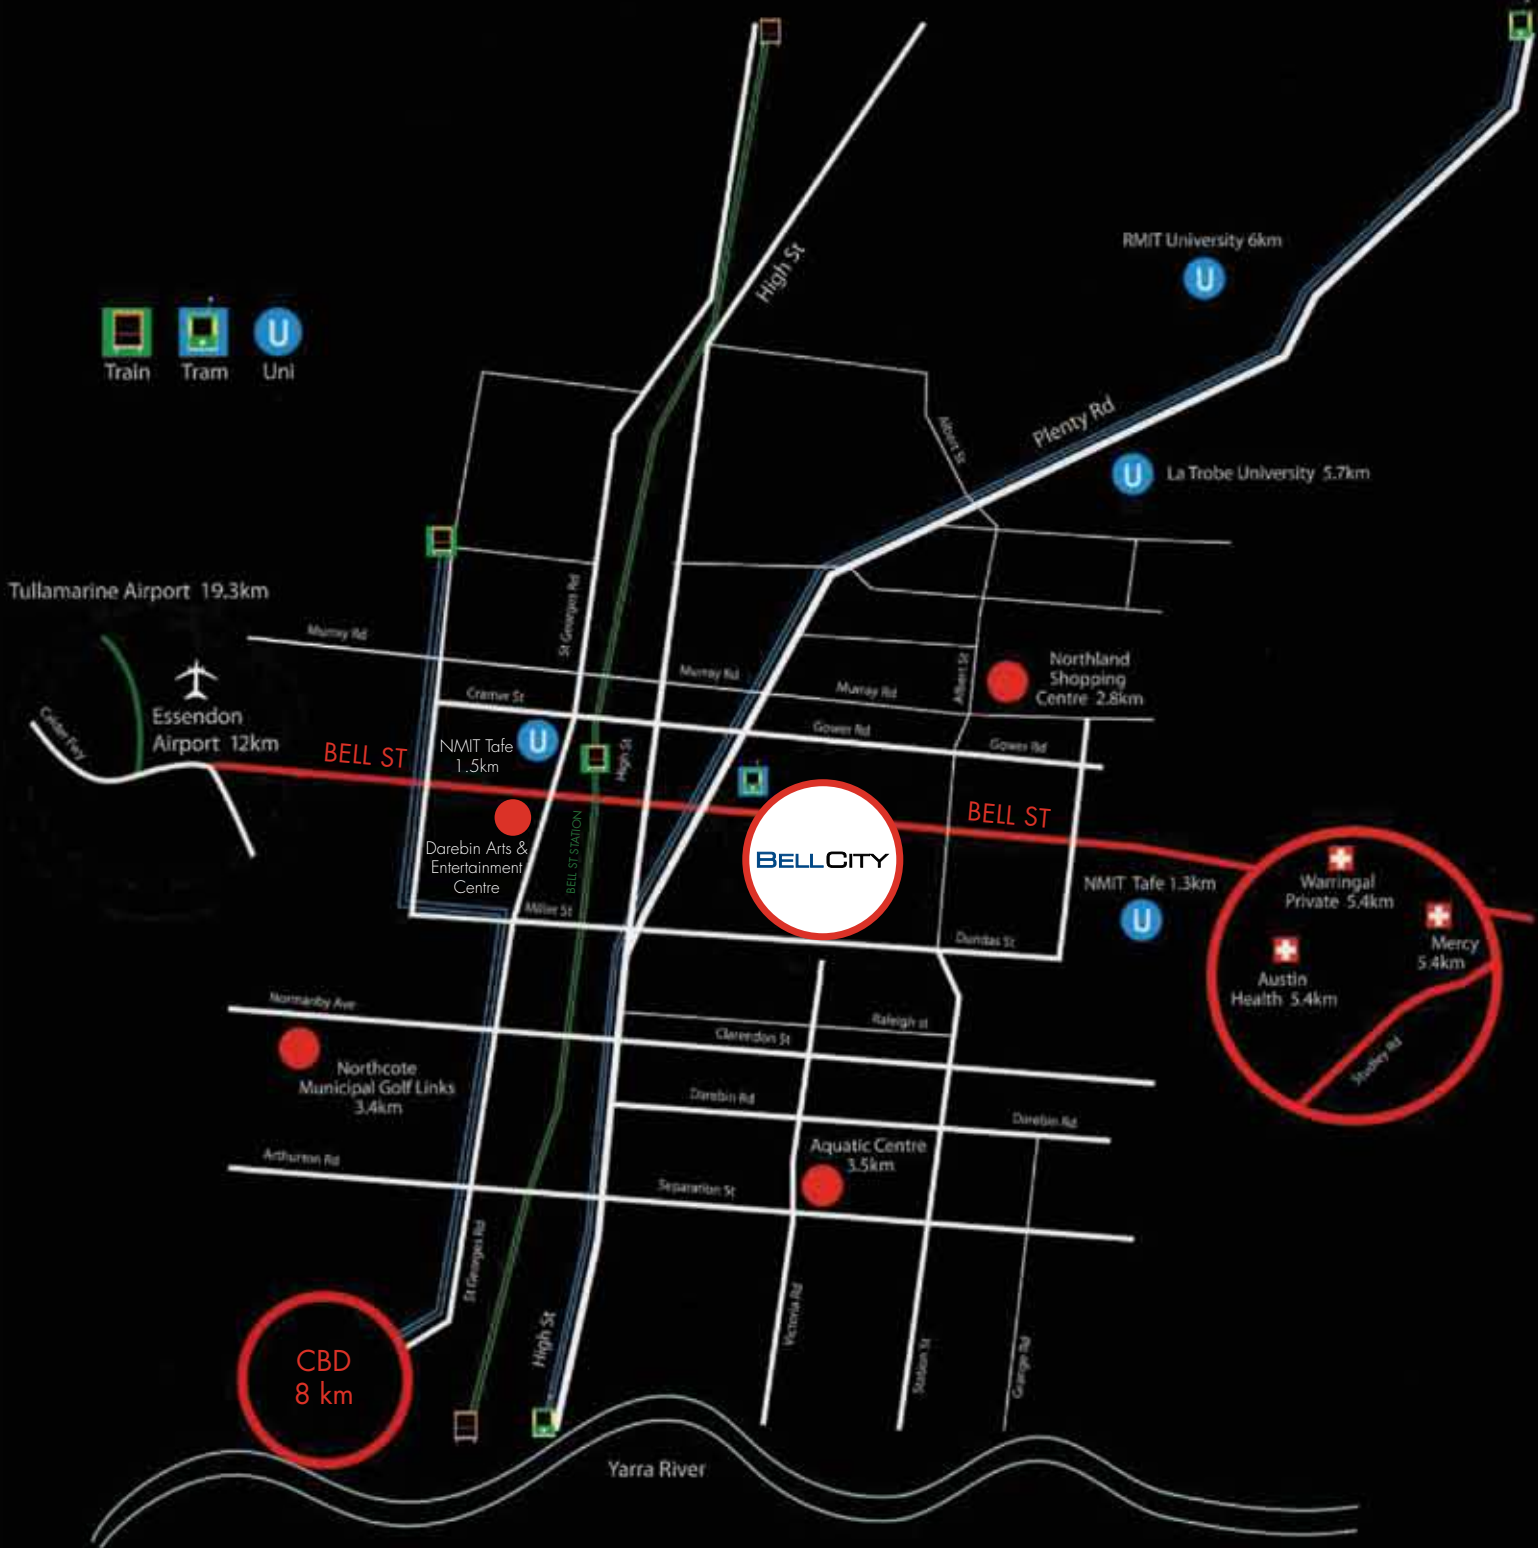 High St
RMIT University 6km
U
Train
Tram
Uni
U
Plenty Rd
Albert St
La Trobe University 5.7km
U
Tullamarine Airport 19.3km
St Georges Rd
Murray Rd
Murray Rd
Murray Rd
Albert St
Northland
Shopping
Centre 2.8km
Cramer St
Gower Rd
Gower Rd
Calder Fwy
Essendon
Airport 12km
BELL ST
NMIT Tafe
1.5km
U
High St
BELL ST
BELL ST STATION
Darebin Arts &
Entertainment
Centre
BELLCITY
NMIT Tafe 1.3km
U
Warringal
Private 5.4km
Mercy
5.4km
Austin
Health 5.4km
Studley Rd
Miller St
Dundas St
Normanby Ave
Raleigh st
Clarendon St
Northcote
Municipal Golf Links
3.4km
Darebin Rd
Darebin Rd
Aquatic Centre
3.5km
Arthurton Rd
Separation St
St Georges Rd
High St
Victoria Rd
Station St
Grange Rd
CBD
8 km
Yarra River